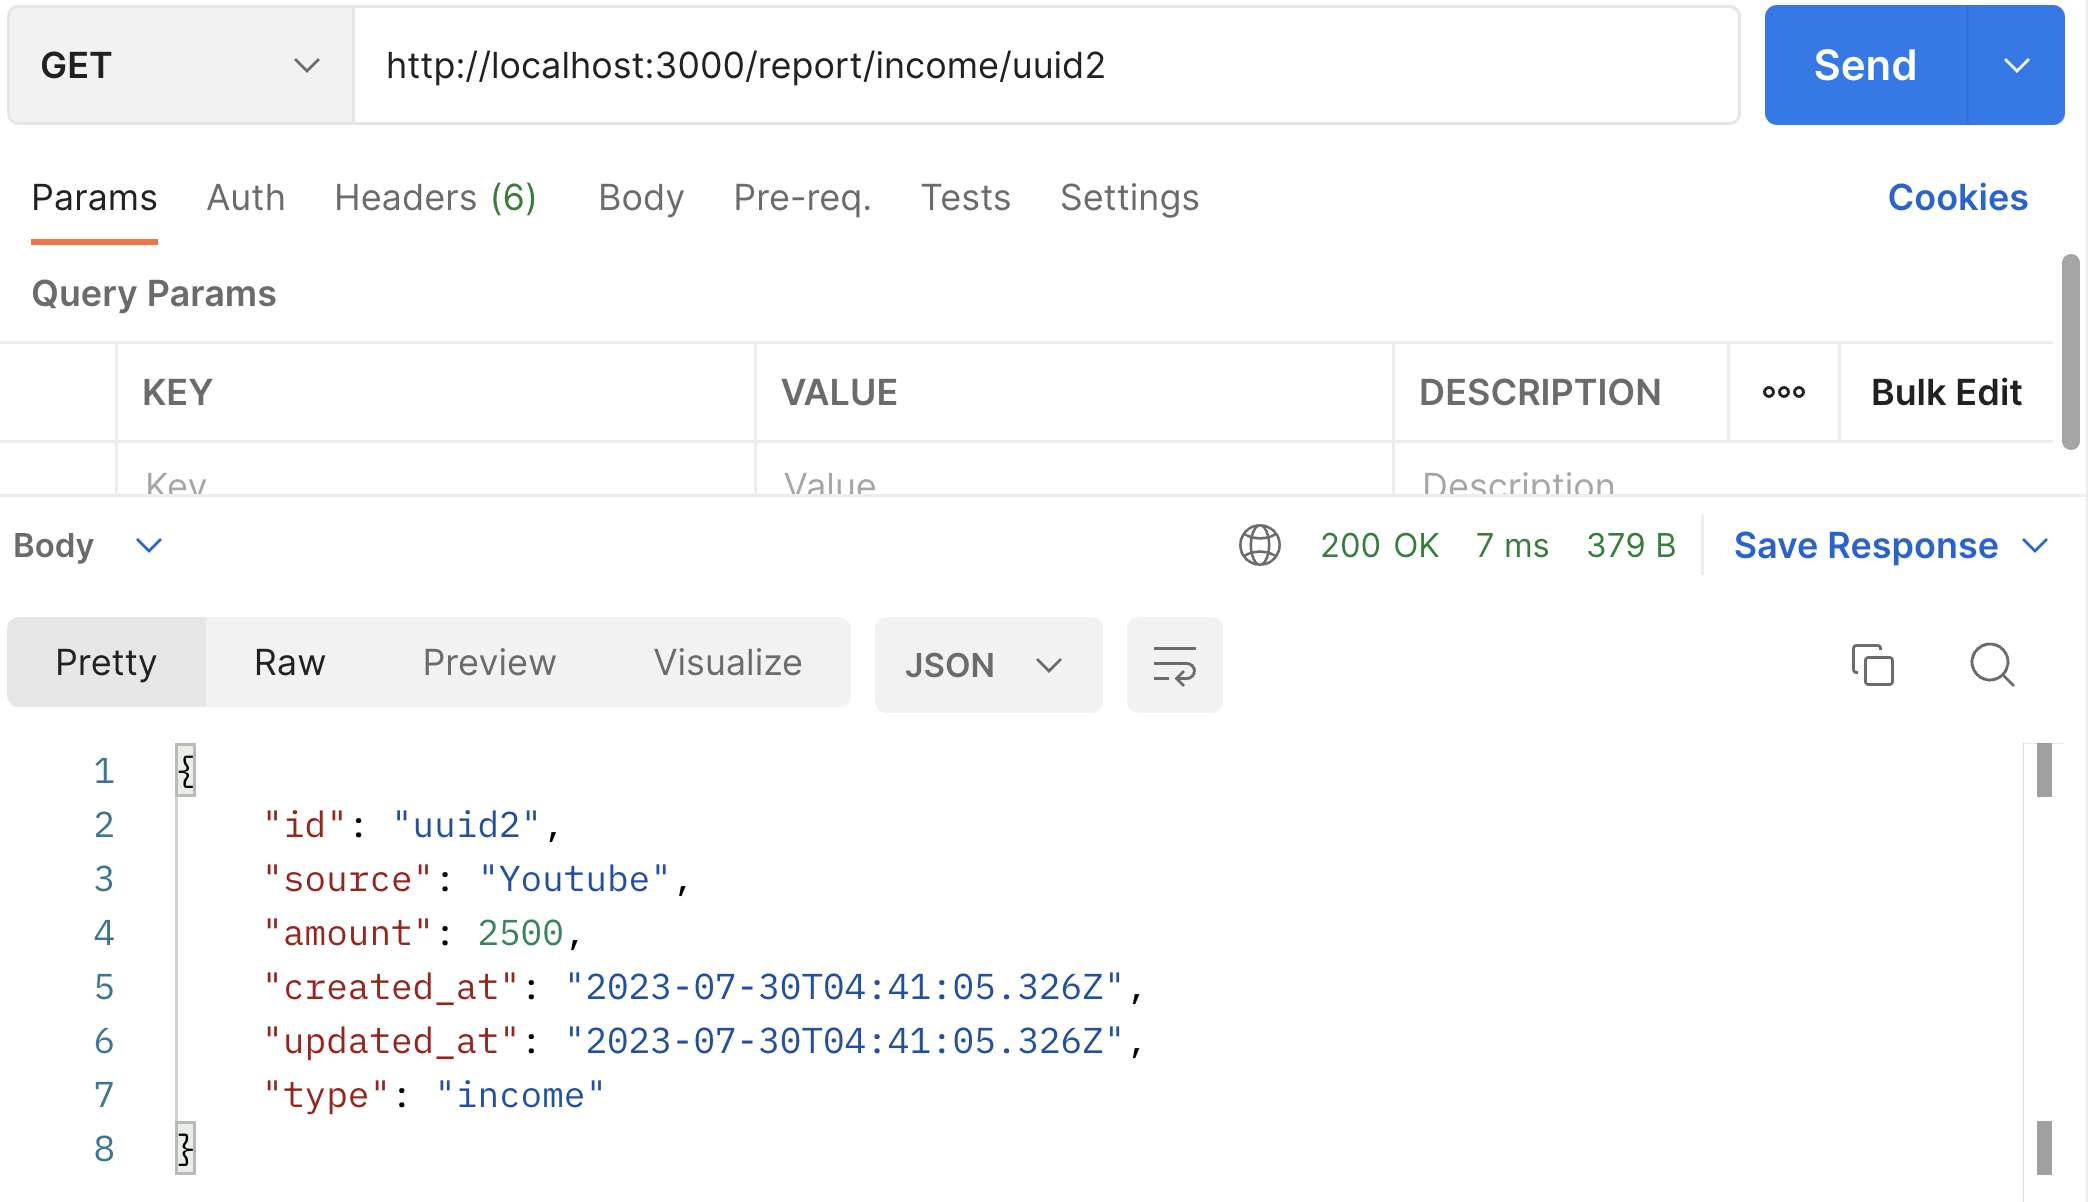 GET http://localhost:3000/report/income/uuid2 Send
Params Auth Headers (6) Body Pre-req. Tests Settings Cookies
Query Params
KEY VALUE DESCRIPTION ooo Bulk Edit
Key Value Description
Body 200 OK 7 ms 379 B Save Response
Pretty Raw Preview Visualize JSON
1 {
2 "id": "uuid2",
3 "source": "Youtube",
4 "amount": 2500,
5 "created_at": "2023-07-30T04:41:05.326Z",
6 "updated_at": "2023-07-30T04:41:05.326Z",
7 "type": "income"
8 }